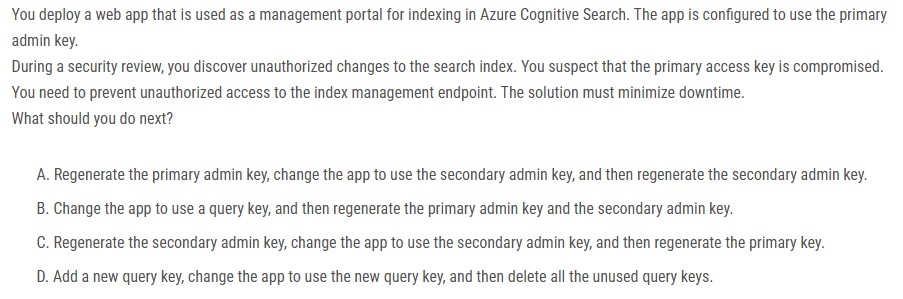 You deploy a web app that is used as a management portal for indexing in Azure Cognitive Search. The app is configured to use the primary
admin key.
During a security review, you discover unauthorized changes to the search index. You suspect that the primary access key is compromised.
You need to prevent unauthorized access to the index management endpoint. The solution must minimize downtime.
What should you do next?
A. Regenerate the primary admin key, change the app to use the secondary admin key, and then regenerate the secondary admin key.
B. Change the app to use a query key, and then regenerate the primary admin key and the secondary admin key.
C. Regenerate the secondary admin key, change the app to use the secondary admin key, and then regenerate the primary key.
D. Add a new query key, change the app to use the new query key, and then delete all the unused query keys.